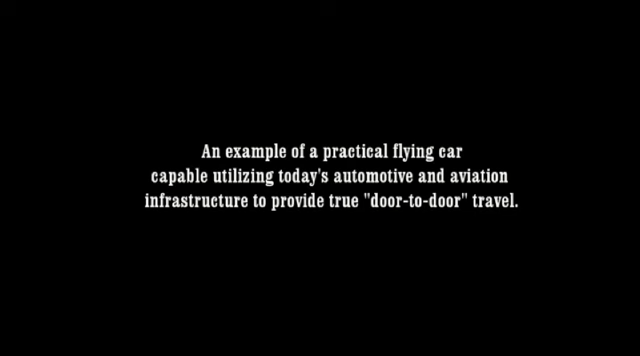 An example of a practical flying car
capable utilizing today's automotive and aviation
infrastructure to provide true "door-to-door" travel.